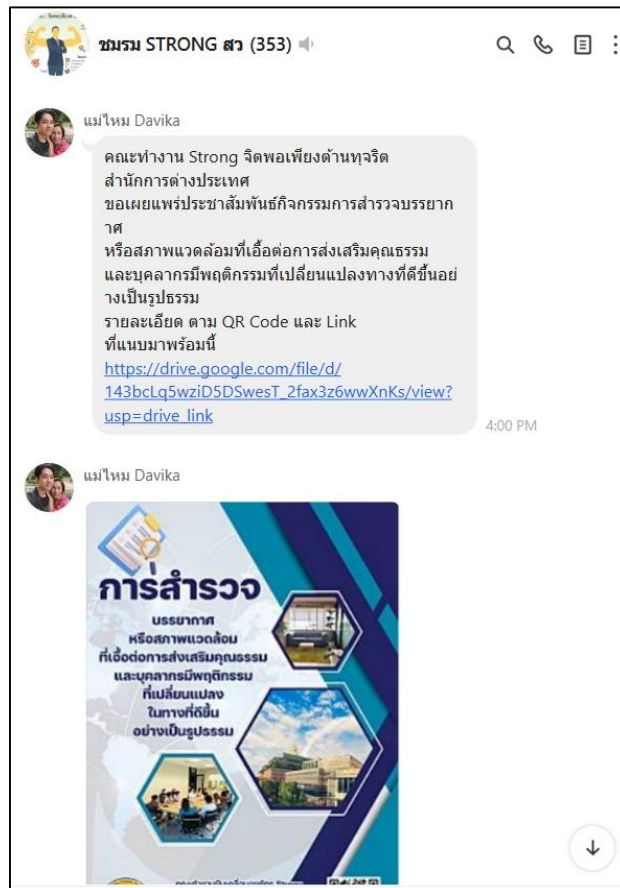 ชมรม STRONG สว (353)
แม่ไหม Davika
คณะทำงาน Strong จิตพอเพียงต้านทุจริต
สำนักการต่างประเทศ
ขอเผยแพร่ประชาสัมพันธ์กิจกรรมการสำรวจบรรยาก
าศ
หรือสภาพแวดล้อมที่เอื้อต่อการส่งเสริมคุณธรรม
และบุคลากรมีพฤติกรรมที่เปลี่ยนแปลงทางที่ดีขึ้นอย่
างเป็นรูปธรรม
รายละเอียด ตาม QR Code และ Link
ที่แนบมาพร้อมนี้
https://drive.google.com/file/d/
143bcLq5wziD5DSwesT_2fax3z6wwXnKs/view?
usp=drive_link
4:00 PM
แม่ไหม Davika
การสำรวจ
บรรยากาศ
หรือสภาพแวดล้อม
ที่เอื้อต่อการส่งเสริมคุณธรรม
และบุคลากรมีพฤติกรรม
ที่เปลี่ยนแปลง
ในทางที่ดีขึ้น
อย่างเป็นรูปธรรม